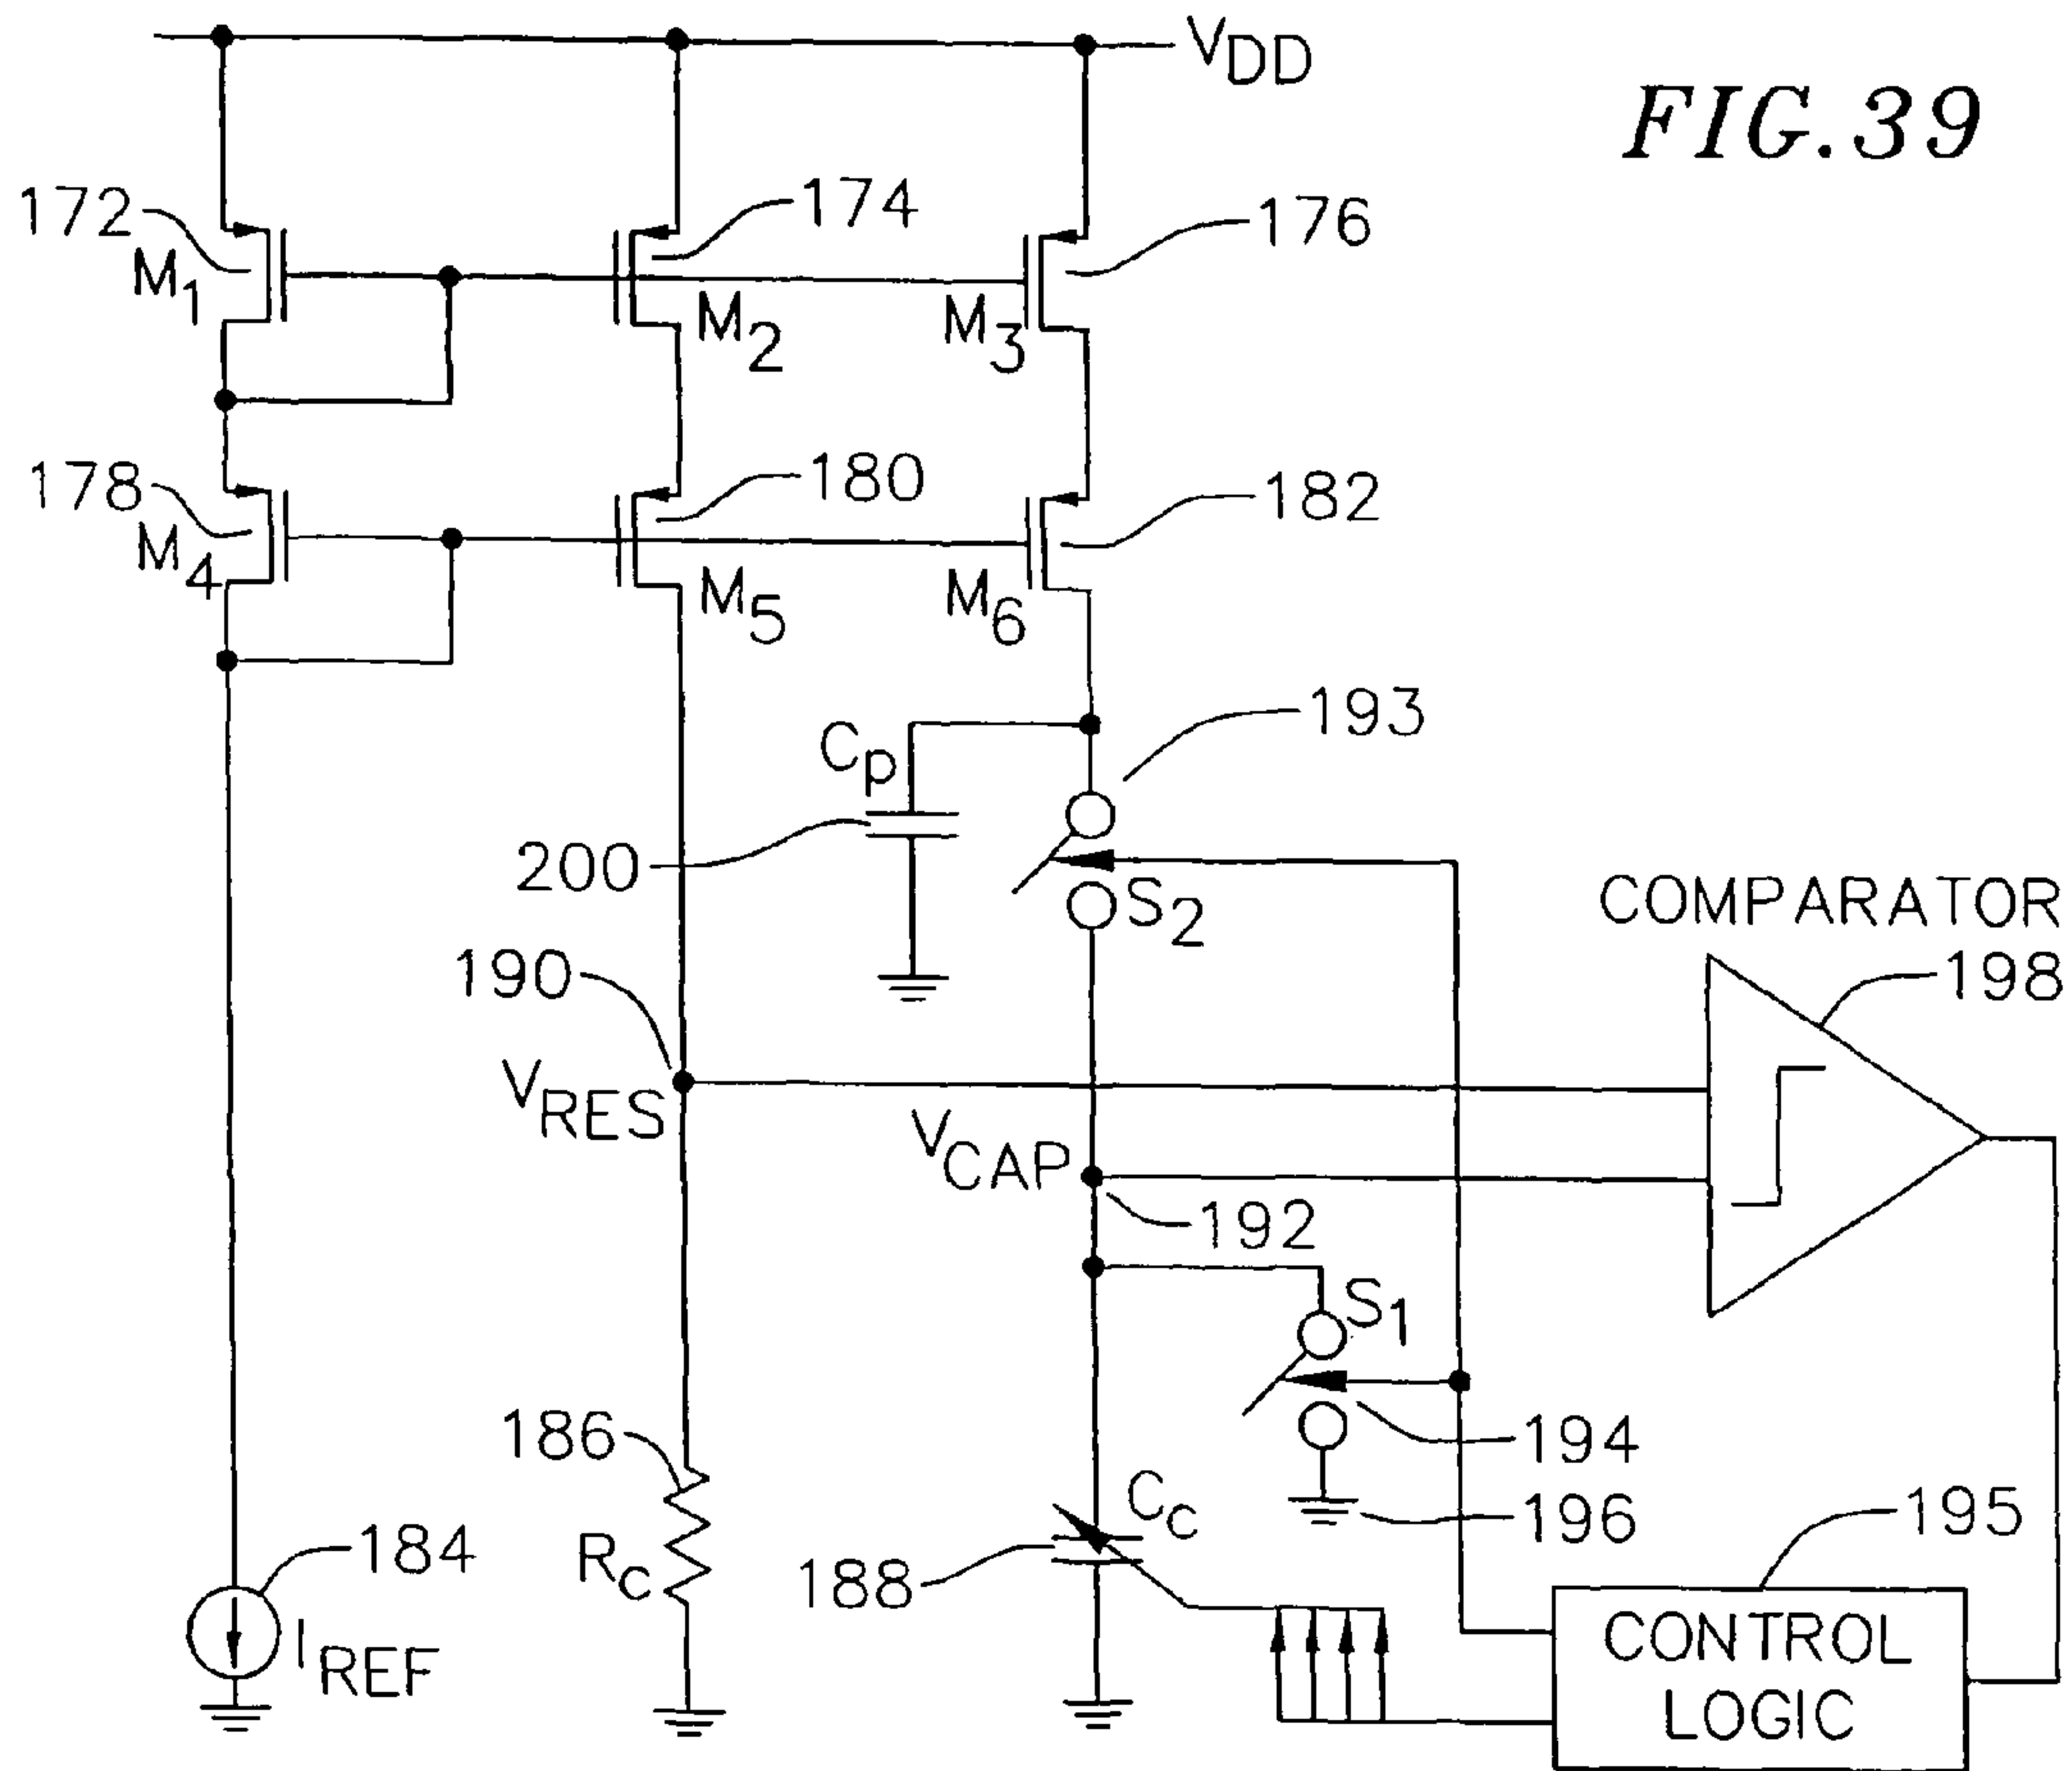 V DD
FIG.39
172
174
176
M1
M2
M3
178
180
182
M4
M5
M6
193
Cp
200
S2
COMPARATOR
190
198
VRES
VCAP
192
S1
186
194
Cc
196
195
184
Rc
188
IREF
CONTROL
LOGIC